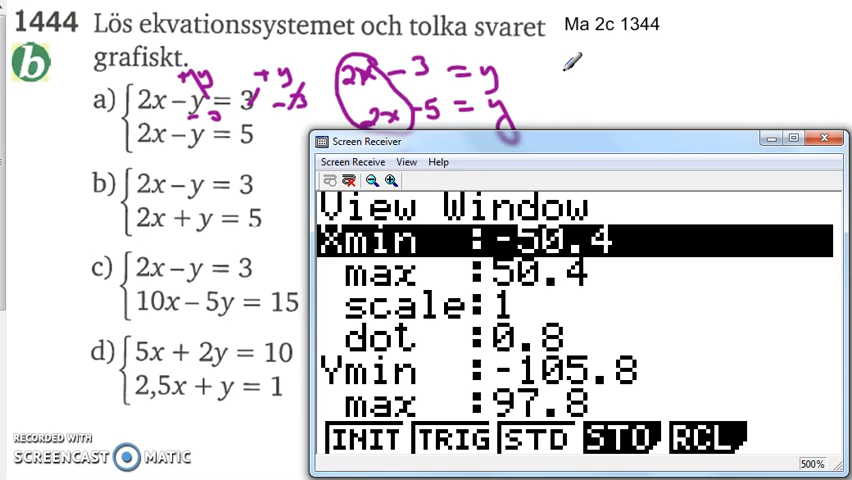 1444 Lös ekvationssystemet och tolka svaret
grafiskt.
Ma 2c 1344
b
+y +y
a) { 2x − y = 3 − 3
− 3
2x − y = 5
2x − 3 = y
2x − 5 = y
b) { 2x − y = 3
2x + y = 5
c) { 2x − y = 3
10x − 5y = 15
d) { 5x + 2y = 10
2,5x + y = 1
Screen Receiver
Screen Receive View Help
View Window
Xmin :-50.4
max :50.4
scale:1
dot :0.8
Ymin :-105.8
max :97.8
INIT TRIG STD STO RCL
500%
RECORDED WITH
SCREENCAST MATIC